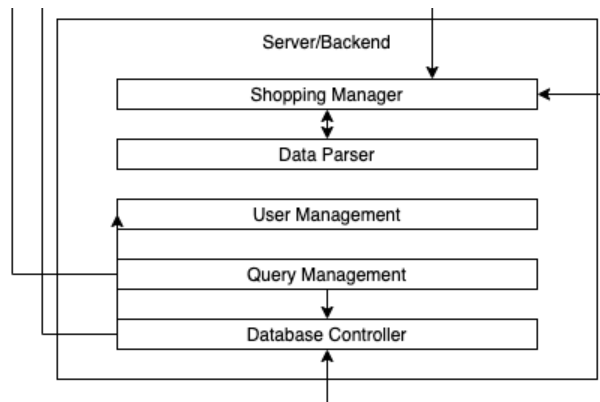 Server/Backend
Shopping Manager
Data Parser
User Management
Query Management
Database Controller